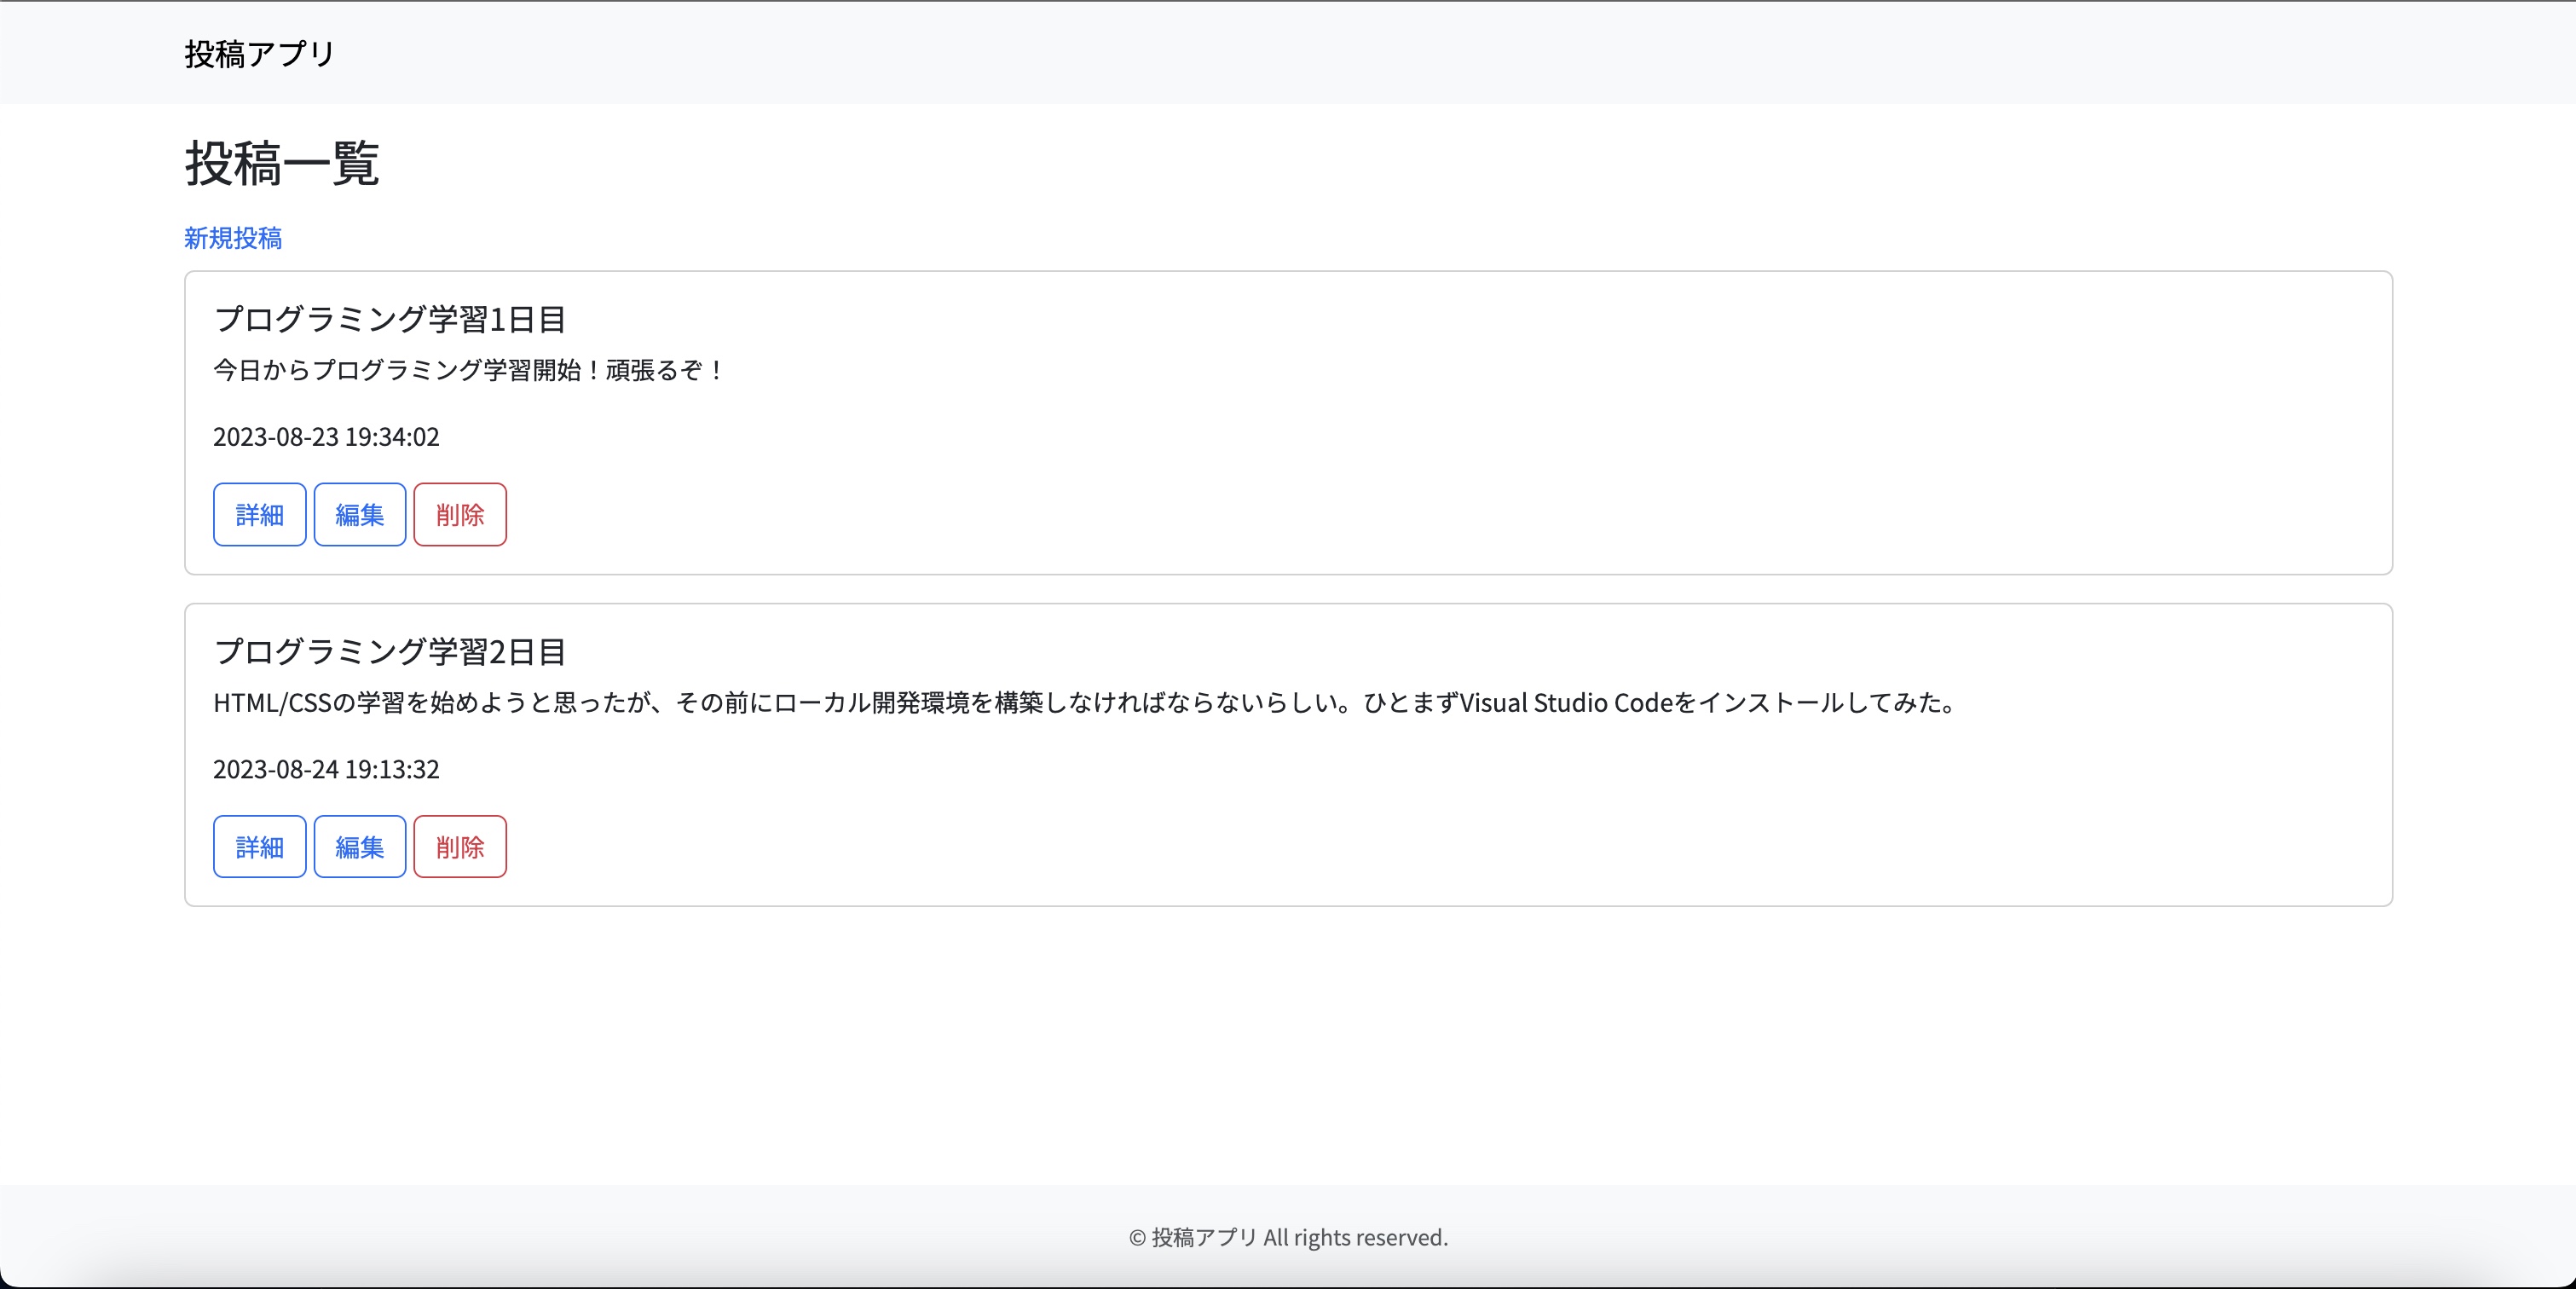 投稿アプリ
投稿一覧
新規投稿
プログラミング学習1日目
今日からプログラミング学習開始！頑張るぞ！
2023-08-23 19:34:02
詳細 編集 削除
プログラミング学習2日目
HTML/CSSの学習を始めようと思ったが、その前にローカル開発環境を構築しなければならないらしい。ひとまずVisual Studio Codeをインストールしてみた。
2023-08-24 19:13:32
詳細 編集 削除
© 投稿アプリ All rights reserved.